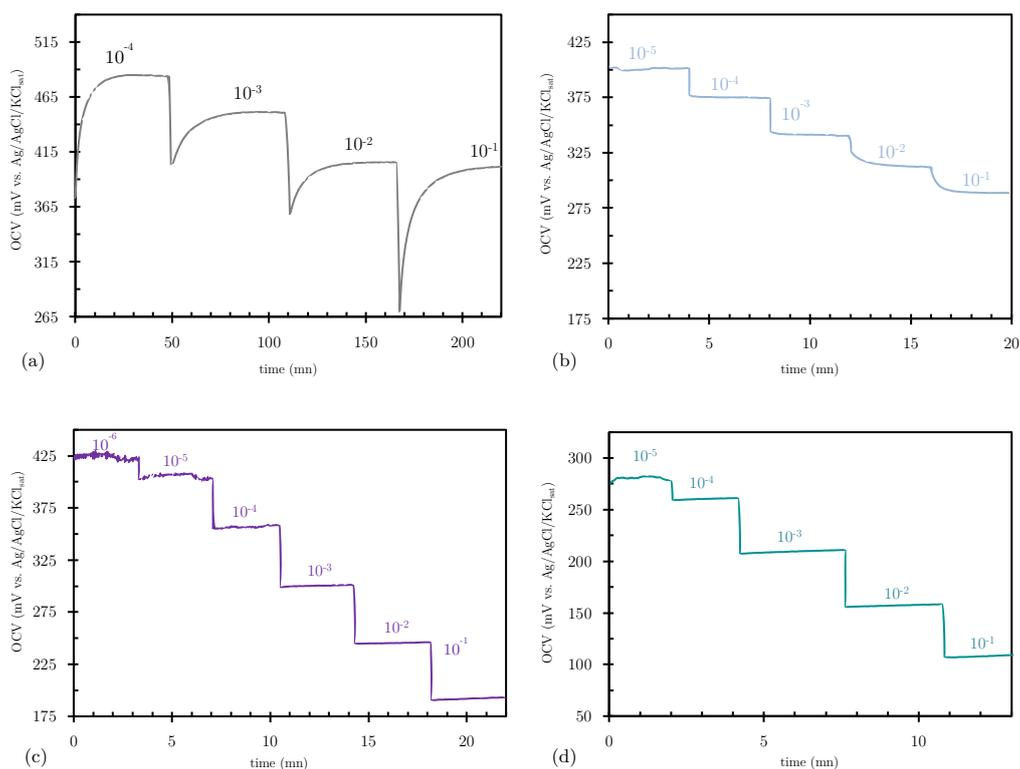 515
465
415
365
315
265
OCV (mV vs. Ag/AgCl/KCl_sat)
10^-4
10^-3
10^-2
10^-1
0 50 100 150 200
time (mn)
(a)
425
375
325
275
225
175
OCV (mV vs. Ag/AgCl/KCl_sat)
10^-5
10^-4
10^-3
10^-2
10^-1
0 5 10 15 20
time (mn)
(b)
425
375
325
275
225
175
OCV (mV vs. Ag/AgCl/KCl_sat)
10^-6
10^-5
10^-4
10^-3
10^-2
10^-1
0 5 10 15 20
time (mn)
(c)
300
250
200
150
100
50
OCV (mV vs. Ag/AgCl/KCl_sat)
10^-5
10^-4
10^-3
10^-2
10^-1
0 5 10
time (mn)
(d)